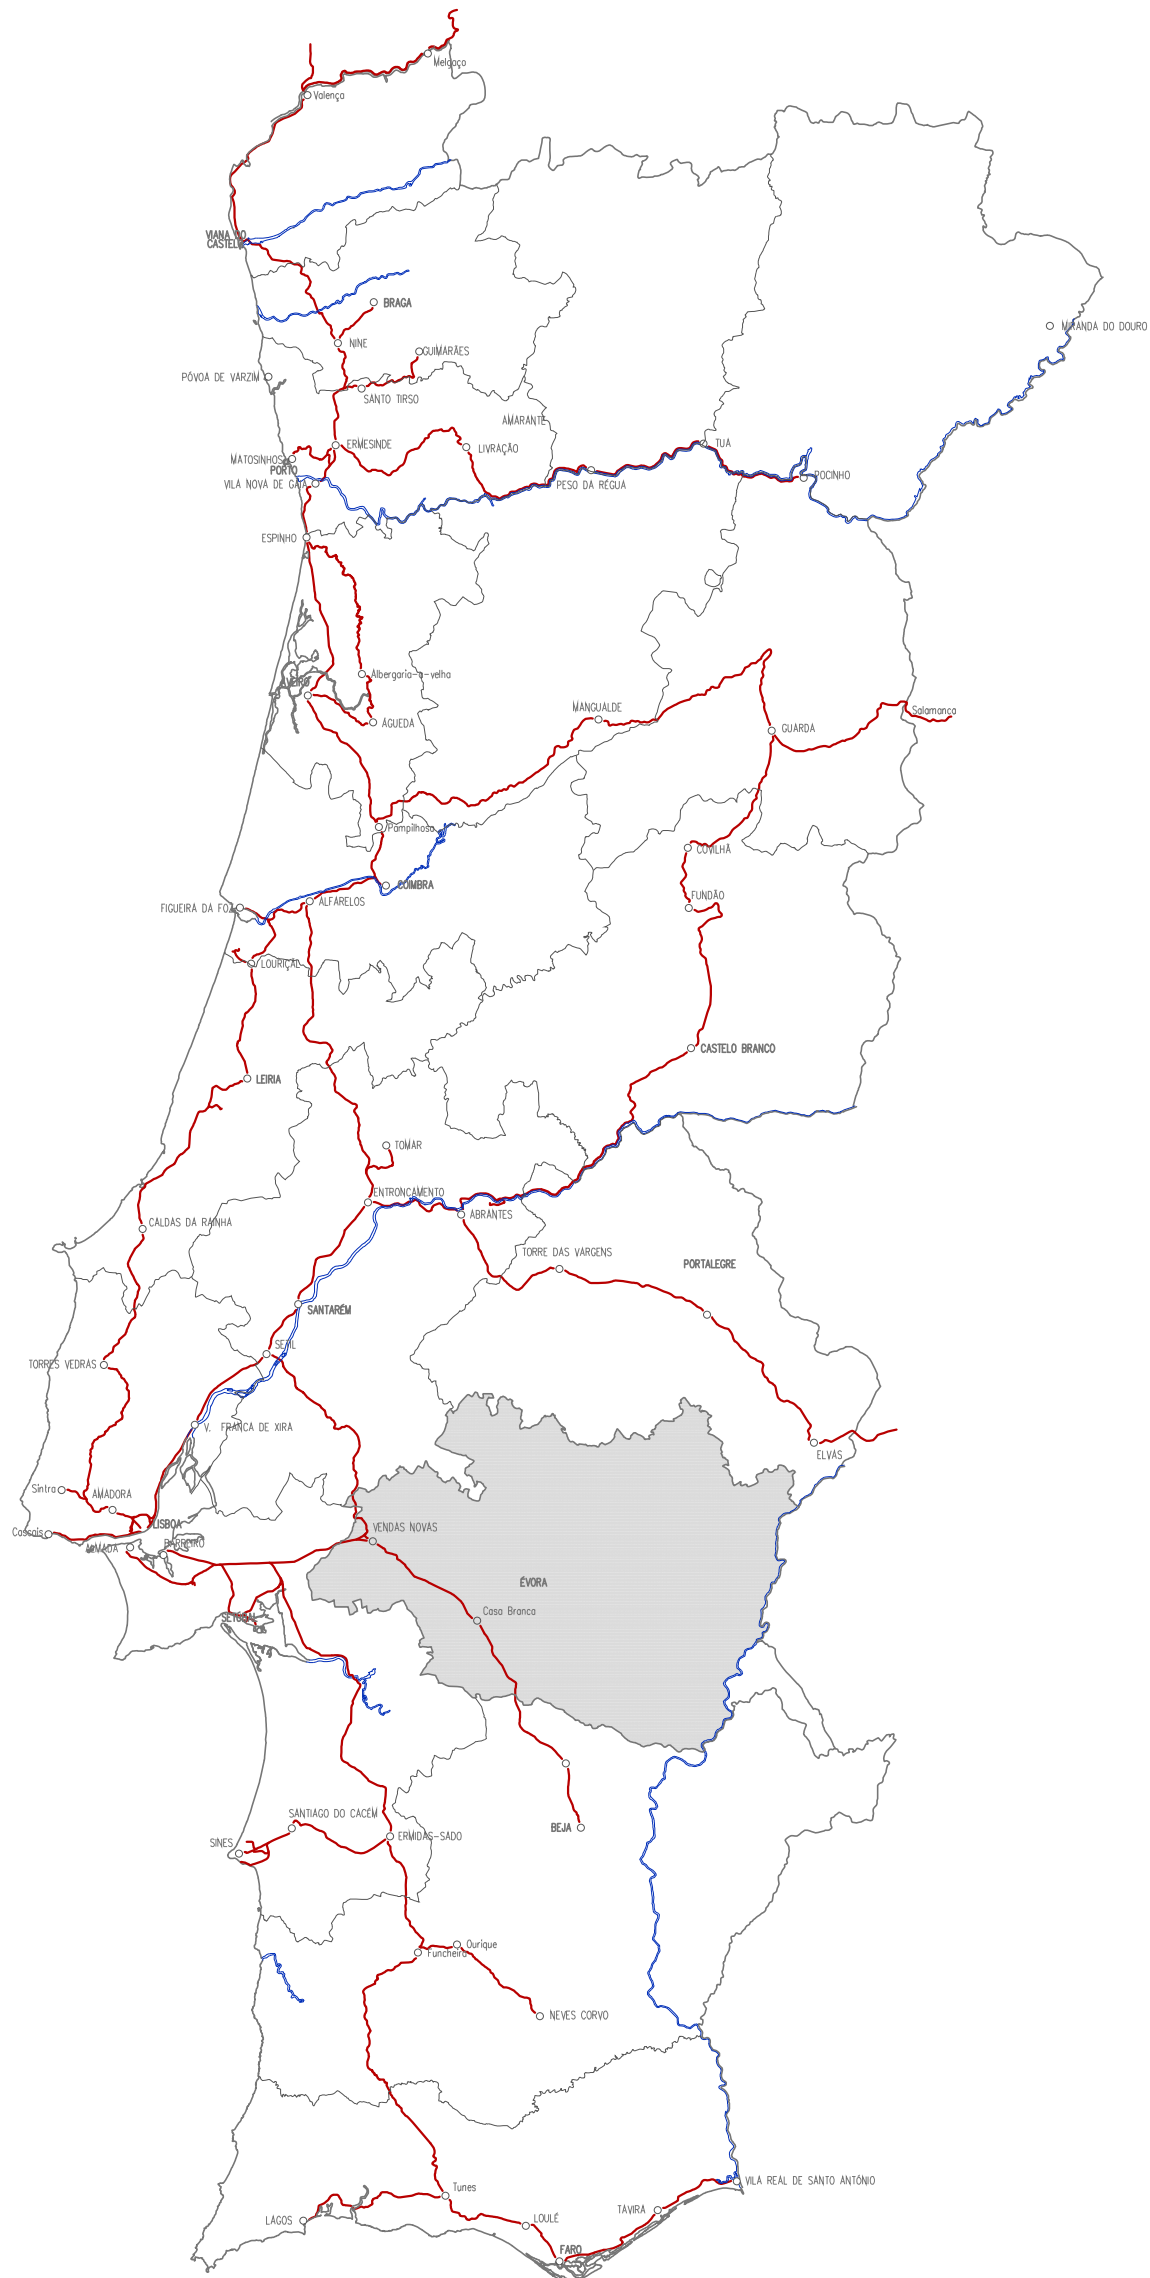 Melgaço
Valença
VIANA DO
CASTELO
BRAGA
MIRANDA DO DOURO
NINE
GUIMARÃES
PÓVOA DE VARZIM
SANTO TIRSO
AMARANTE
ERMESINDE
LIVRAÇÃO
TUA
MATOSINHOS
PORTO
VILA NOVA DE GAIA
PESO DA RÉGUA
POCINHO
ESPINHO
Albergaria-a-velha
AVEIRO
ÁGUEDA
MANGUALDE
Salamanca
GUARDA
Pampilhosa
COVILHÃ
COIMBRA
FUNDÃO
FIGUEIRA DA FOZ
ALFARELOS
LOURIÇAL
CASTELO BRANCO
LEIRIA
TOMAR
ENTRONCAMENTO
ABRANTES
CALDAS DA RAINHA
TORRE DAS VARGENS
PORTALEGRE
SANTARÉM
SETIL
TORRES VEDRAS
V. FRANCA DE XIRA
ELVAS
Sintra
AMADORA
LISBOA
Cascais
VENDAS NOVAS
ALMADA
BARREIRO
ÉVORA
Casa Branca
SETÚBAL
SANTIAGO DO CACÉM
BEJA
ERMIDAS-SADO
SINES
Ourique
Funcheira
NEVES CORVO
VILA REAL DE SANTO ANTÓNIO
Tunes
TAVIRA
LAGOS
LOULÉ
FARO